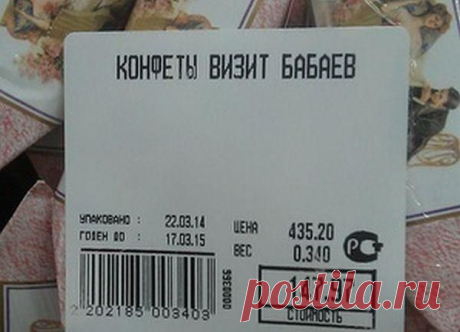 КОНФЕТЫ ВИЗИТ БАБАЕВ
УПАКОВАНО : 22.03.14
ГОДЕН ДО : 17.03.15
ЦЕНА 435.20
ВЕС 0.340
0000366
СТОИМОСТЬ
2 202185 003403